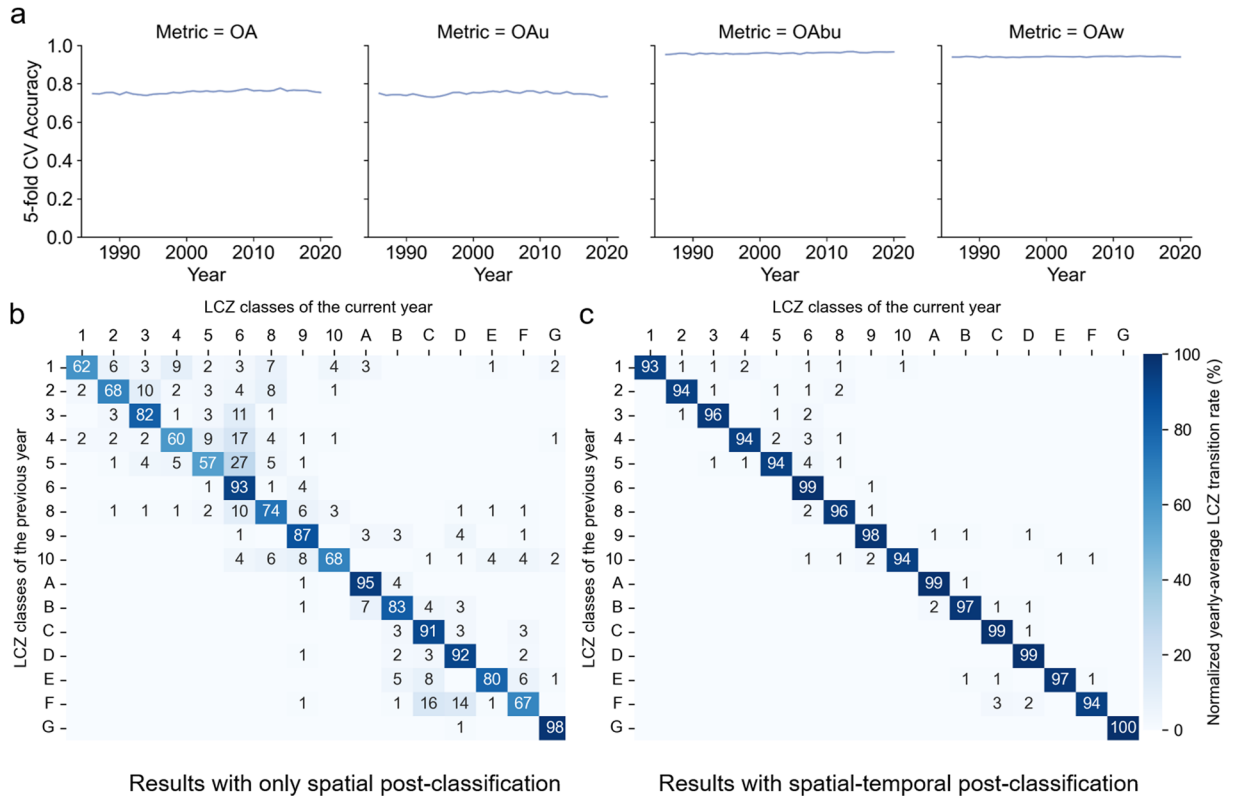 a
Metric = OA Metric = OAu Metric = OAbu Metric = OAw
5-fold CV Accuracy
1.0
0.8
0.6
0.4
0.2
0.0
1990 2000 2010 2020 1990 2000 2010 2020 1990 2000 2010 2020 1990 2000 2010 2020
Year Year Year Year
b
LCZ classes of the current year
1 2 3 4 5 6 8 9 10 A B C D E F G
LCZ classes of the previous year
1 62 6 3 9 2 3 7 4 3 1 2
2 2 68 10 2 3 4 8 1
3 3 82 1 3 11 1
4 2 2 2 60 9 17 4 1 1 1
5 1 4 5 57 27 5 1
6 1 93 1 4
8 1 1 1 2 10 74 6 3 1 1 1
9 1 87 3 3 4 1
10 4 6 8 68 1 1 4 4 2
A 1 95 4
B 1 7 83 4 3
C 3 91 3 3
D 1 2 3 92 2
E 5 8 80 6 1
F 1 1 16 14 1 67
G 1 98
Results with only spatial post-classification
c
LCZ classes of the current year
1 2 3 4 5 6 8 9 10 A B C D E F G
LCZ classes of the previous year
1 93 1 1 2 1 1 1
2 94 1 1 1 2
3 1 96 1 2
4 94 2 3 1
5 1 1 94 4 1
6 99 1
8 2 96 1
9 98 1 1 1
10 1 1 2 94 1 1
A 99 1
B 2 97 1 1
C 99 1
D 99
E 1 1 97 1
F 3 2 94
G 100
Results with spatial-temporal post-classification
100
80
60
40
20
0
Normalized yearly-average LCZ transition rate (%)